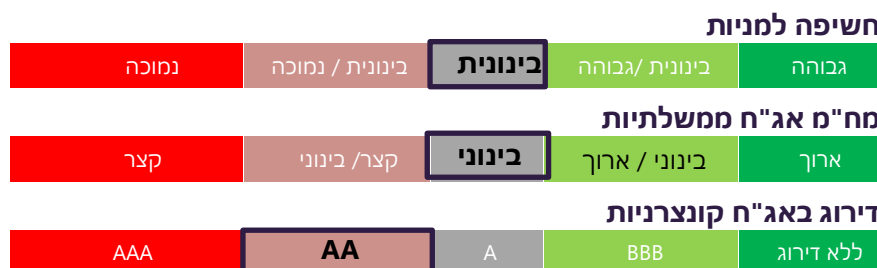 חשיפה למניות
גבוהה בינונית /גבוהה בינונית בינונית / נמוכה נמוכה
מח"מ אג"ח ממשלתיות
ארוך בינוני / ארוך בינוני קצר/ בינוני קצר
דירוג באג"ח קונצרניות
ללא דירוג BBB A AA AAA